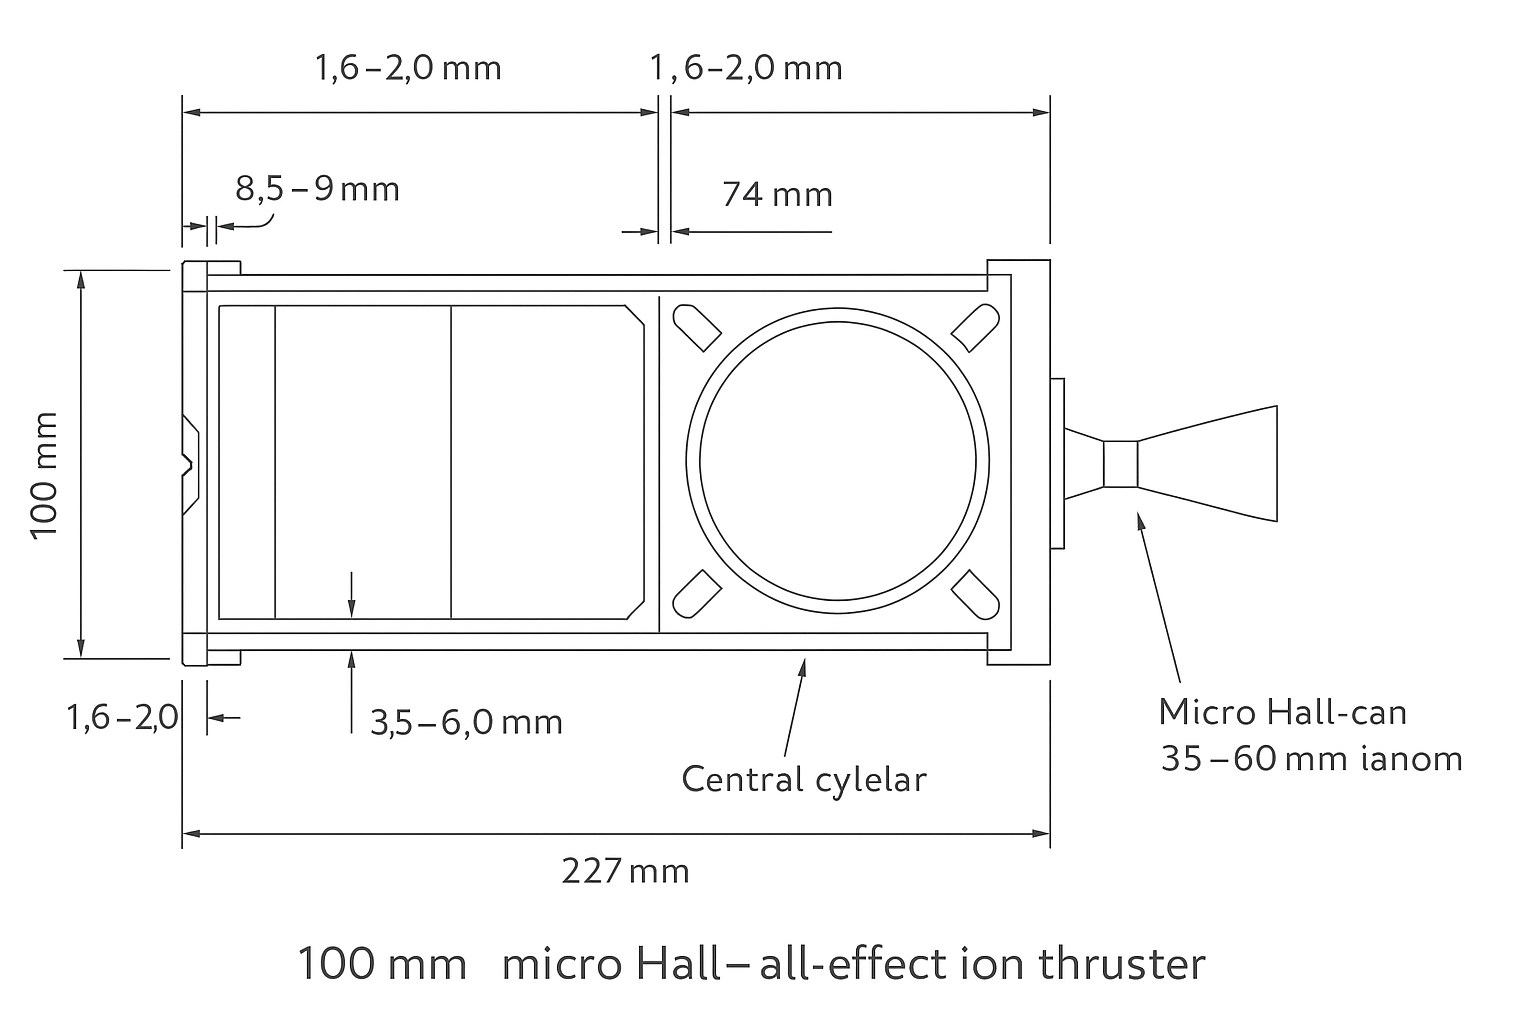 1,6–2,0 mm
1,6–2,0 mm
8,5–9 mm
74 mm
100 mm
1,6–2,0
3,5–6,0 mm
Micro Hall-can
35–60 mm ianom
Central cylelar
227 mm
100 mm micro Hall–all-effect ion thruster